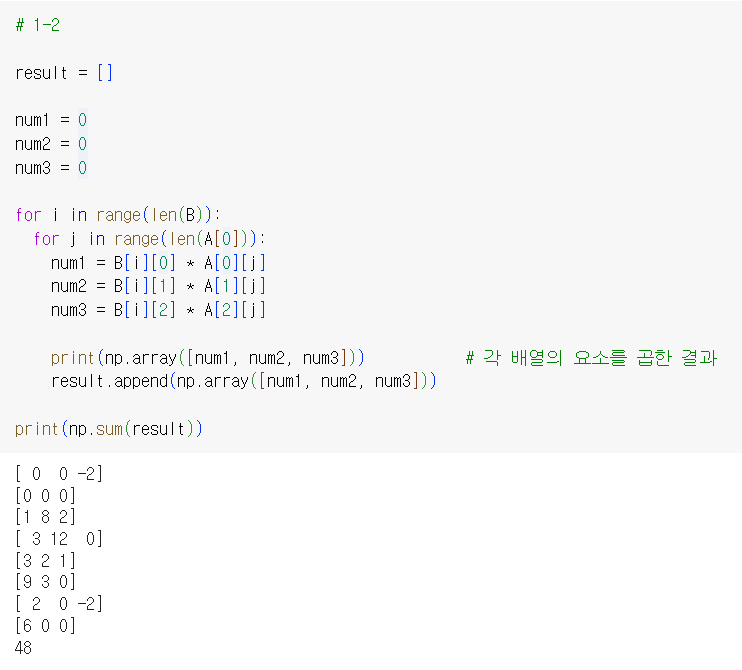 # 1-2
result = []
num1 = 0
num2 = 0
num3 = 0
for i in range(len(B)):
  for j in range(len(A[0])):
    num1 = B[i][0] * A[0][j]
    num2 = B[i][1] * A[1][j]
    num3 = B[i][2] * A[2][j]
    print(np.array([num1, num2, num3]))          # 각 배열의 요소를 곱한 결과
    result.append(np.array([num1, num2, num3]))
print(np.sum(result))
[ 0  0 -2]
[0 0 0]
[1 8 2]
[ 3 12  0]
[3 2 1]
[9 3 0]
[ 2  0 -2]
[6 0 0]
48